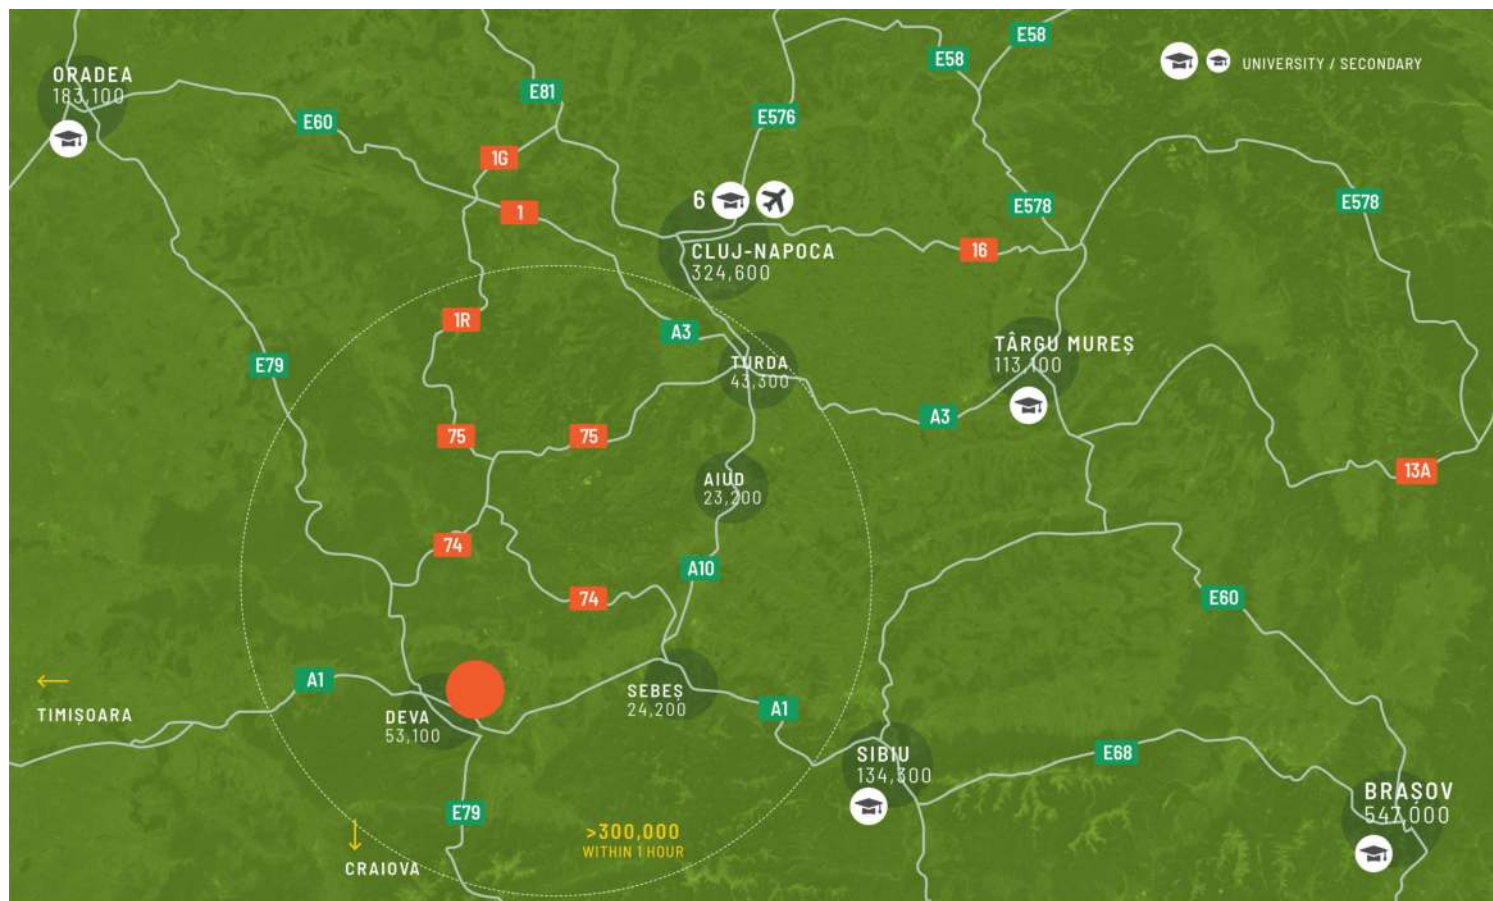 ORADEA
183,100
E60
E81
1G
1
E576
E58
E58
UNIVERSITY / SECONDARY
E578
E578
6
CLUJ-NAPOCA
324,600
16
1R
A3
E79
TURDA
43,300
TÂRGU MUREȘ
113,100
A3
75
75
13A
AIUD
23,200
74
A10
74
E60
A1
TIMIȘOARA
DEVA
53,100
SEBEȘ
24,200
A1
SIBIU
134,300
E68
BRAȘOV
547,000
E79
>300,000
WITHIN 1 HOUR
CRAIOVA